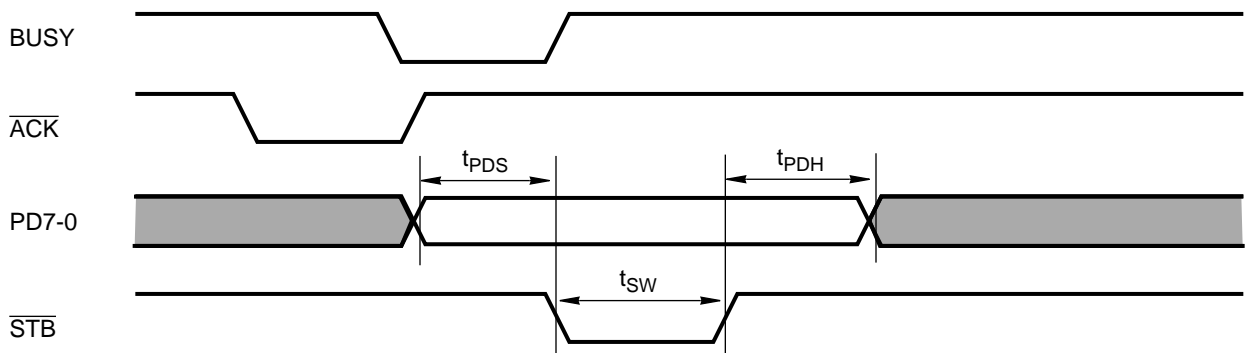 BUSY
ACK
tPDS
tPDH
PD7-0
tSW
STB